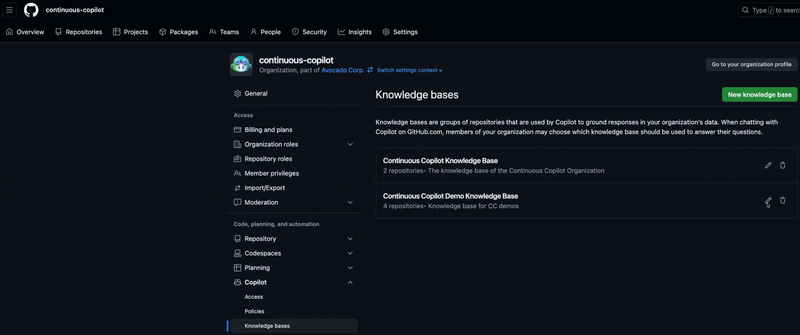 continuous-copilot
Type / to searc
Overview
Repositories
Projects
Packages
Teams
People
Security
Insights
Settings
continuous-copilot
Organization, part of Avocado Corp. Switch settings context
Go to your organization profile
General
Access
Billing and plans
Organization roles
Repository roles
Member privileges
Import/Export
Moderation
Code, planning, and automation
Repository
Codespaces
Planning
Copilot
Access
Policies
Knowledge bases
Knowledge bases
New knowledge base
Knowledge bases are groups of repositories that are used by Copilot to ground responses in your organization's data. When chatting with
Copilot on GitHub.com, members of your organization may choose which knowledge base should be used to answer their questions.
Continuous Copilot Knowledge Base
2 repositories• The knowledge base of the Continuous Copilot Organization
Continuous Copilot Demo Knowledge Base
4 repositories• Knowledge base for CC demos